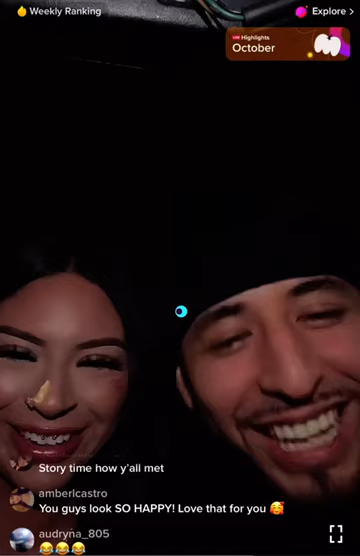 Weekly Ranking
Explore >
LIVE Highlights
October
Story time how y'all met
amberlcastro
You guys look SO HAPPY! Love that for you 🥰
audryna_805
😂😂😂